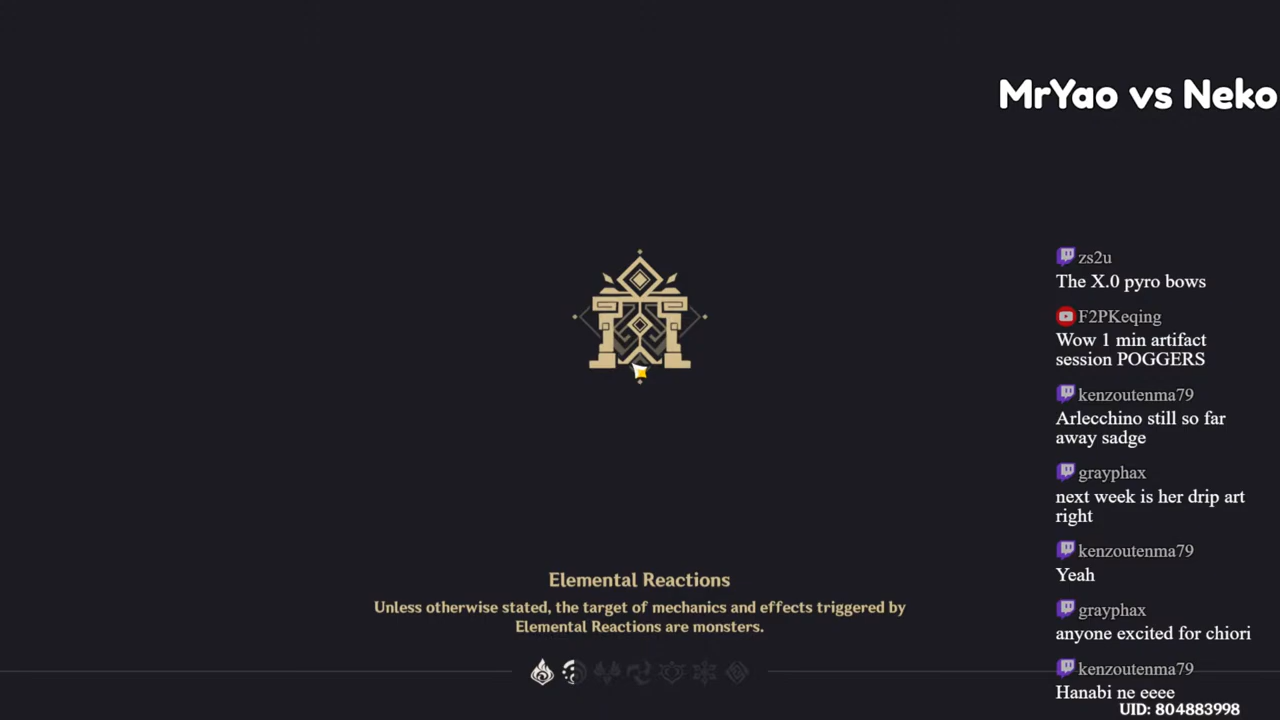 MrYao vs Neko
zs2u
The X.0 pyro bows
F2PKeqing
Wow 1 min artifact
session POGGERS
kenzoutenma79
Arlecchino still so far
away sadge
grayphax
next week is her drip art
right
kenzoutenma79
Yeah
grayphax
anyone excited for chiori
kenzoutenma79
Hanabi ne eeee
Elemental Reactions
Unless otherwise stated, the target of mechanics and effects triggered by
Elemental Reactions are monsters.
UID: 804883998